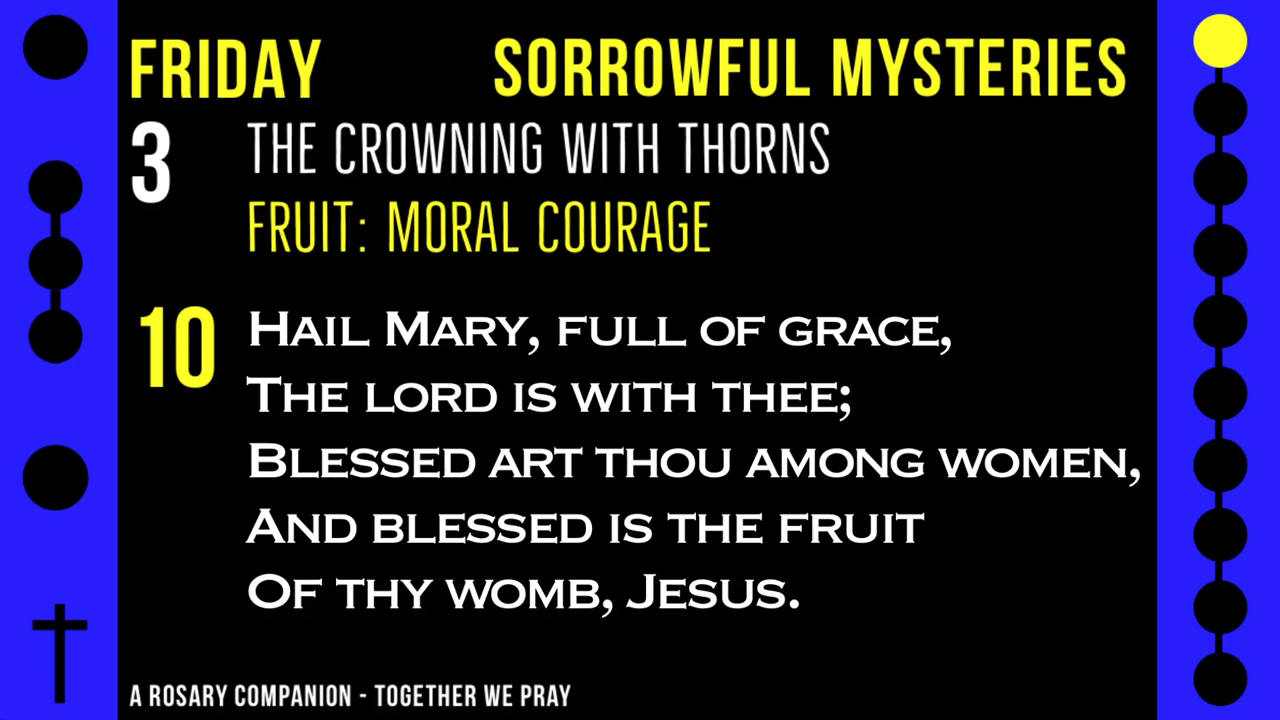 FRIDAY SORROWFUL MYSTERIES
3 THE CROWNING WITH THORNS
FRUIT: MORAL COURAGE
10 Hail Mary, full of grace,
The Lord is with thee;
Blessed art thou among women,
And blessed is the fruit
Of thy womb, Jesus.
A ROSARY COMPANION - TOGETHER WE PRAY